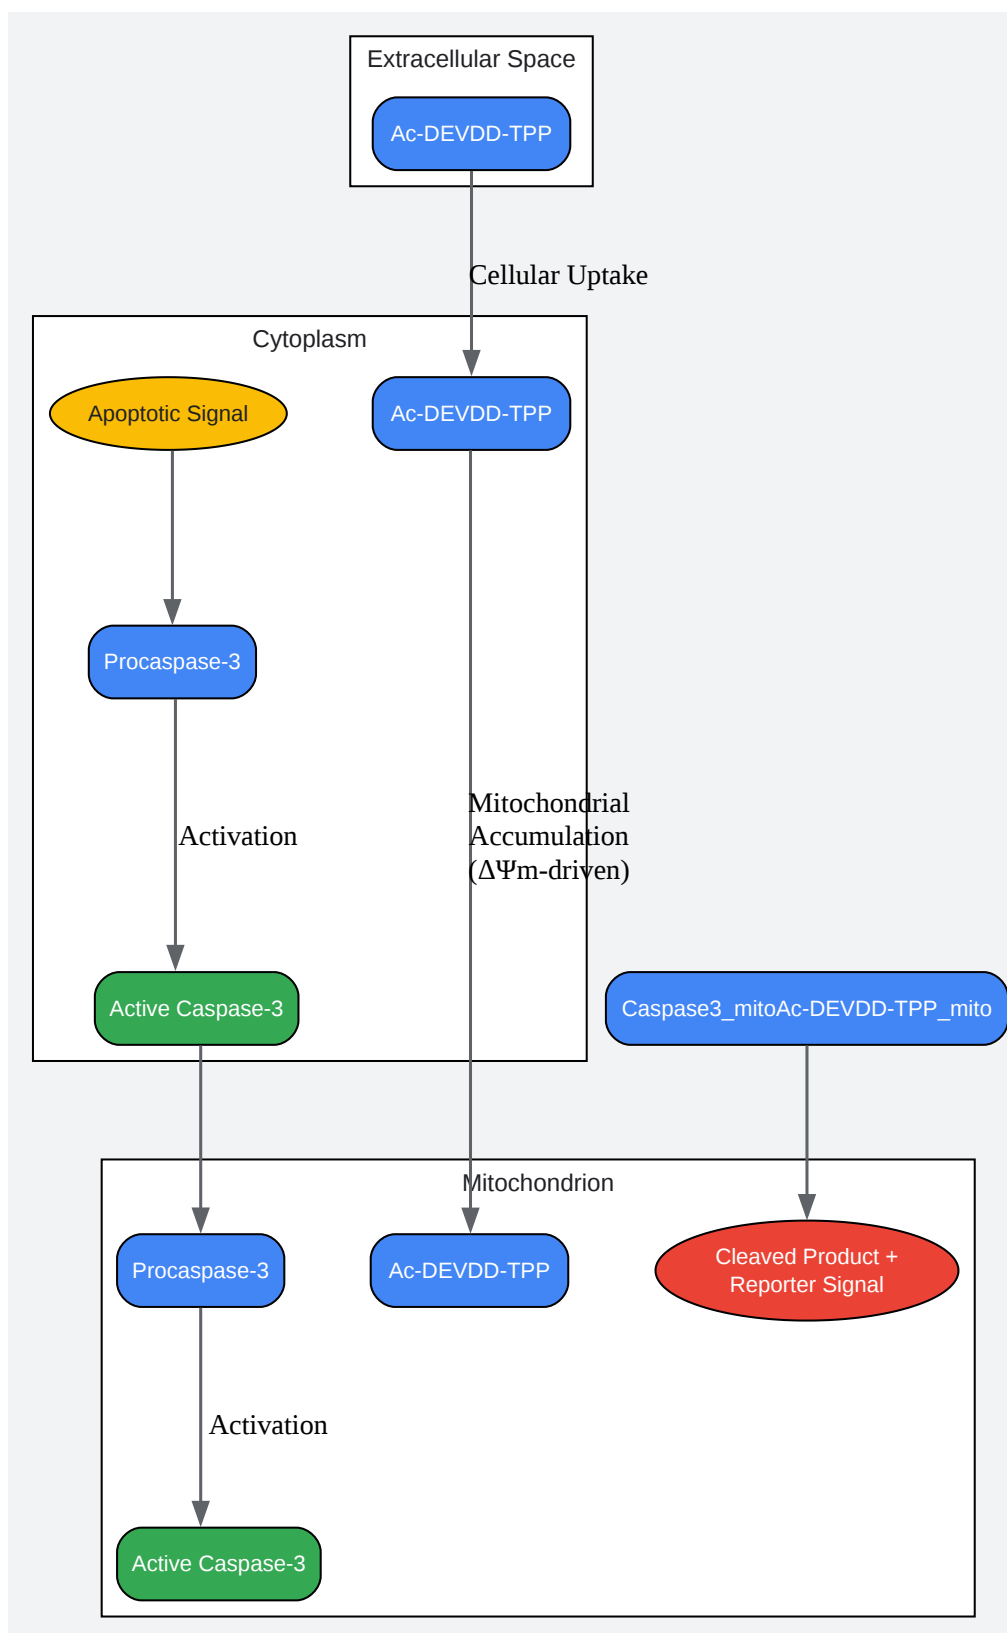 Extracellular Space
Ac-DEVDD-TPP
Cellular Uptake
Cytoplasm
Apoptotic Signal
Ac-DEVDD-TPP
Procaspase-3
Activation
Mitochondrial
Accumulation
(ΔΨm-driven)
Active Caspase-3
Caspase3_mitoAc-DEVDD-TPP_mito
Mitochondrion
Procaspase-3
Ac-DEVDD-TPP
Cleaved Product +
Reporter Signal
Activation
Active Caspase-3